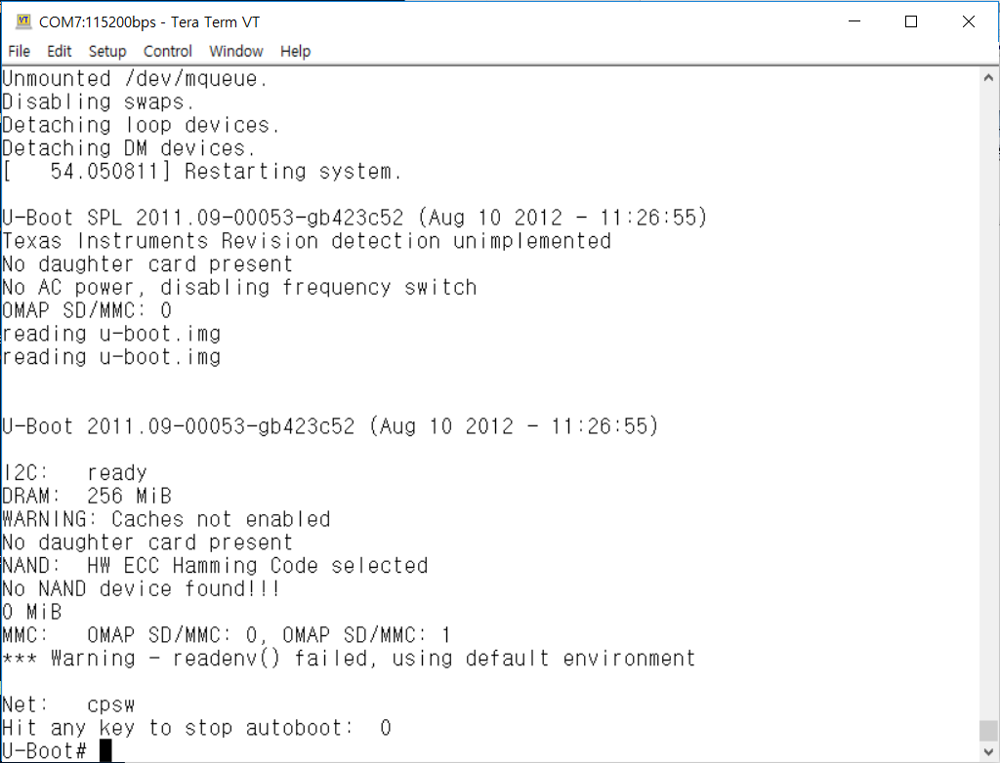 COM7:115200bps - Tera Term VT
File Edit Setup Control Window Help
Unmounted /dev/mqueue.
Disabling swaps.
Detaching loop devices.
Detaching DM devices.
[   54.050811] Restarting system.
U-Boot SPL 2011.09-00053-gb423c52 (Aug 10 2012 - 11:26:55)
Texas Instruments Revision detection unimplemented
No daughter card present
No AC power, disabling frequency switch
OMAP SD/MMC: 0
reading u-boot.img
reading u-boot.img
U-Boot 2011.09-00053-gb423c52 (Aug 10 2012 - 11:26:55)
I2C:   ready
DRAM:  256 MiB
WARNING: Caches not enabled
No daughter card present
NAND:  HW ECC Hamming Code selected
No NAND device found!!!
0 MiB
MMC:   OMAP SD/MMC: 0, OMAP SD/MMC: 1
*** Warning - readenv() failed, using default environment
Net:   cpsw
Hit any key to stop autoboot:  0
U-Boot#